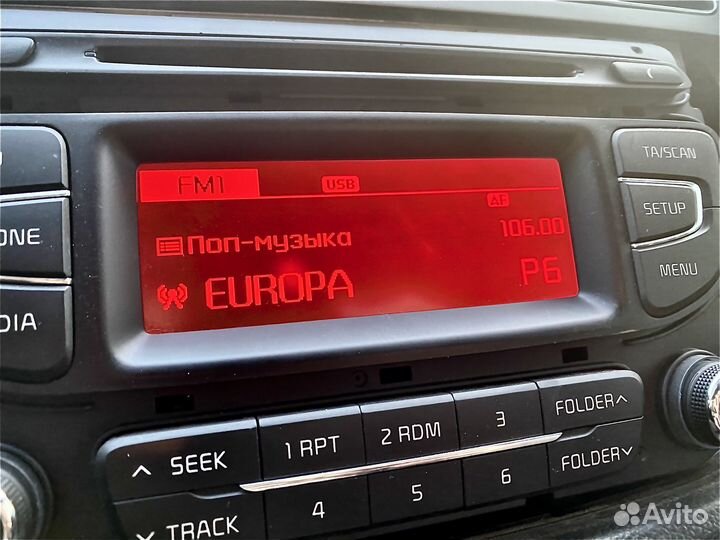 FM1 USB
AF
Поп-музыка 106.00
EUROPA P6
TA/SCAN
SETUP
MENU
ONE
DIA
SEEK 1 RPT 2 RDM 3 FOLDER
TRACK 4 5 6 FOLDER
Avito